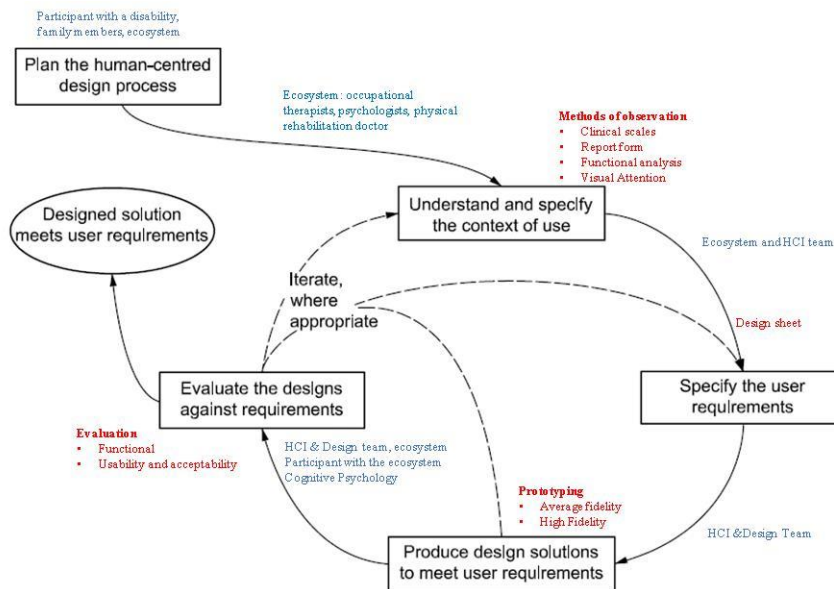 Participant with a disability,
family members, ecosystem
Plan the human-centred
design process
Ecosystem : occupational
therapists, psychologists, physical
rehabilitation doctor
Methods of observation
▪ Clinical scales
▪ Report form
▪ Functional analysis
▪ Visual Attention
Understand and specify
the context of use
Designed solution
meets user requirements
Ecosystem and HCI team
Iterate,
where
appropriate
Design sheet
Evaluate the designs
against requirements
Specify the user
requirements
Evaluation
▪ Functional
▪ Usability and acceptability
HCI & Design team, ecosystem
Participant with the ecosystem
Cognitive Psychology
Prototyping
▪ Average fidelity
▪ High Fidelity
HCI &Design Team
Produce design solutions
to meet user requirements